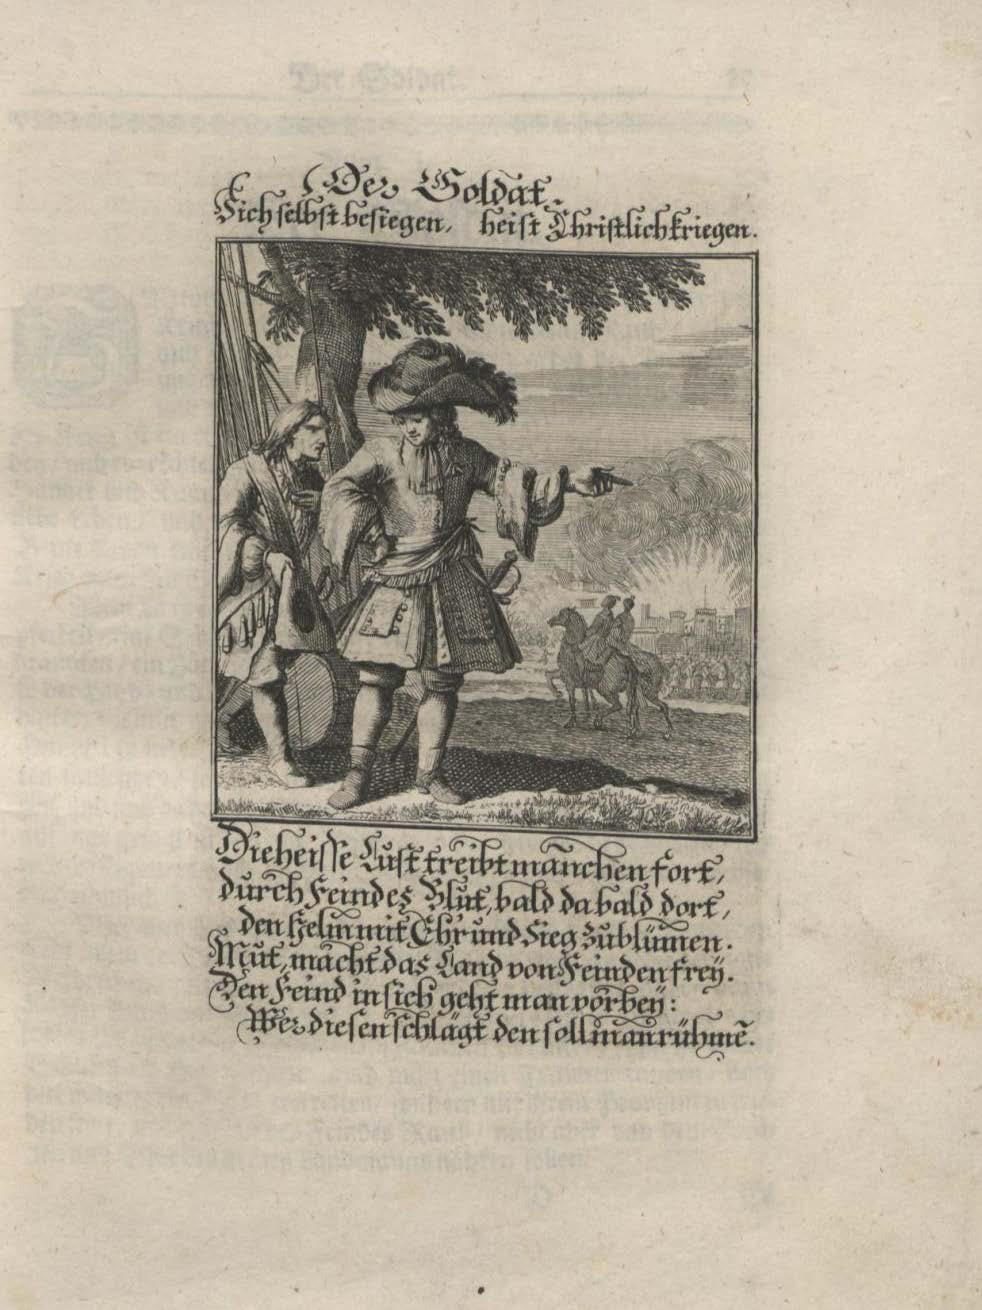 Der Soldat.
Sich selbst besiegen, heist Christlich kriegen.
Die heisse Lust treibt manchen fort,
durch Feindes Blut, bald da bald dort,
den Helm mit Ehr und Sieg zu blümen.
Mut, macht das Land von Feinden freÿ.
Den Feind in sich geht man vorbeÿ:
Wer diesen schlägt den soll man rühmē.